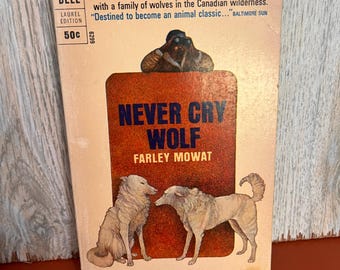 DELL
LAUREL
EDITION
50c
with a family of wolves in the Canadian wilderness.
"Destined to become an animal classic..." BALTIMORE SUN
6299
NEVER CRY
WOLF
FARLEY MOWAT